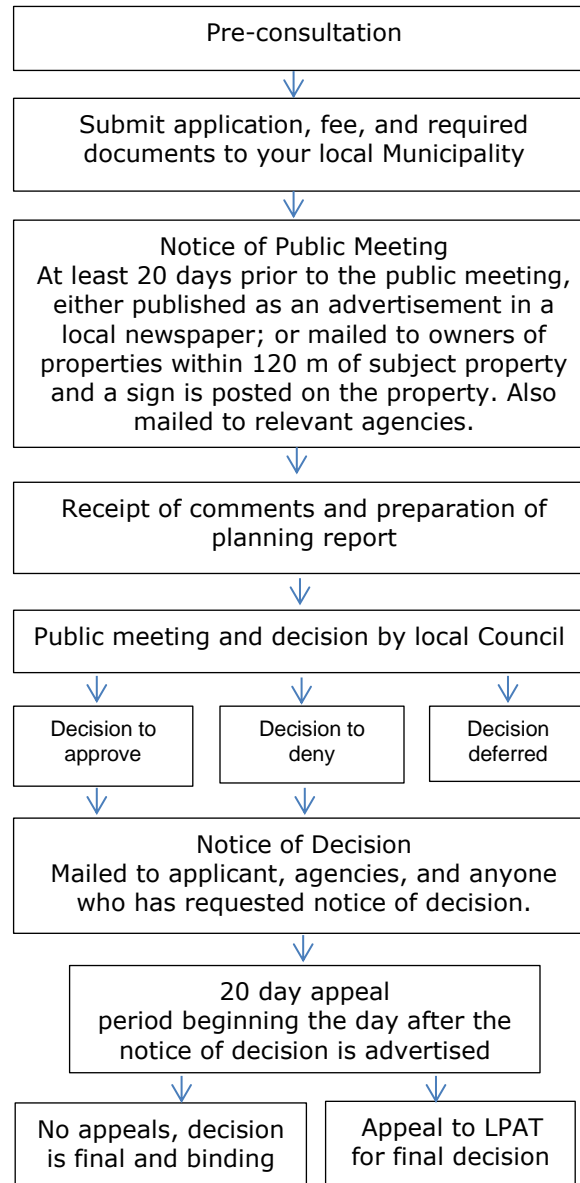 Pre-consultation
Submit application, fee, and required
documents to your local Municipality
Notice of Public Meeting
At least 20 days prior to the public meeting,
either published as an advertisement in a
local newspaper; or mailed to owners of
properties within 120 m of subject property
and a sign is posted on the property. Also
mailed to relevant agencies.
Receipt of comments and preparation of
planning report
Public meeting and decision by local Council
Decision to
approve
Decision to
deny
Decision
deferred
Notice of Decision
Mailed to applicant, agencies, and anyone
who has requested notice of decision.
20 day appeal
period beginning the day after the
notice of decision is advertised
No appeals, decision
is final and binding
Appeal to LPAT
for final decision